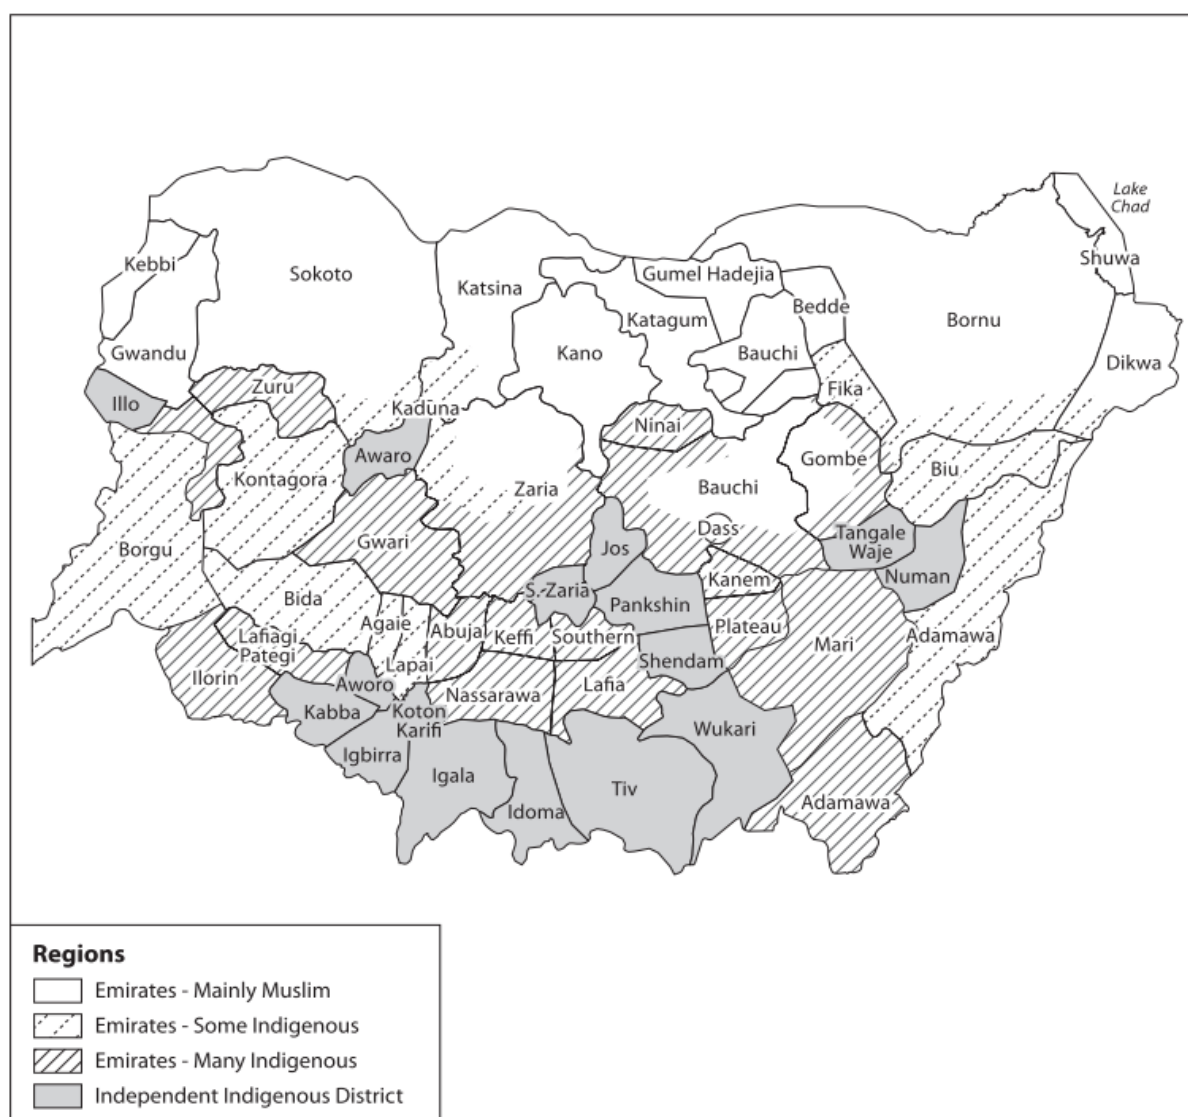 Lake
Chad
Shuwa
Kebbi
Sokoto
Katsina
Gumel Hadejia
Bedde
Katagum
Bornu
Gwandu
Kano
Bauchi
Dikwa
Zuru
Fika
Illo
Kaduna
Ninai
Awaro
Gombe
Biu
Kontagora
Zaria
Bauchi
Dass
Tangale
Waje
Borgu
Gwari
Jos
Numan
Kanem
S. Zaria
Pankshin
Bida
Agaie
Abuja
Keffi
Southern
Plateau
Mari
Adamawa
Lafiagi
Pategi
Lapai
Shendam
Ilorin
Aworo
Nassarawa
Lafia
Kabba
Koton
Karifi
Wukari
Igbirra
Igala
Tiv
Idoma
Adamawa
Regions
Emirates - Mainly Muslim
Emirates - Some Indigenous
Emirates - Many Indigenous
Independent Indigenous District